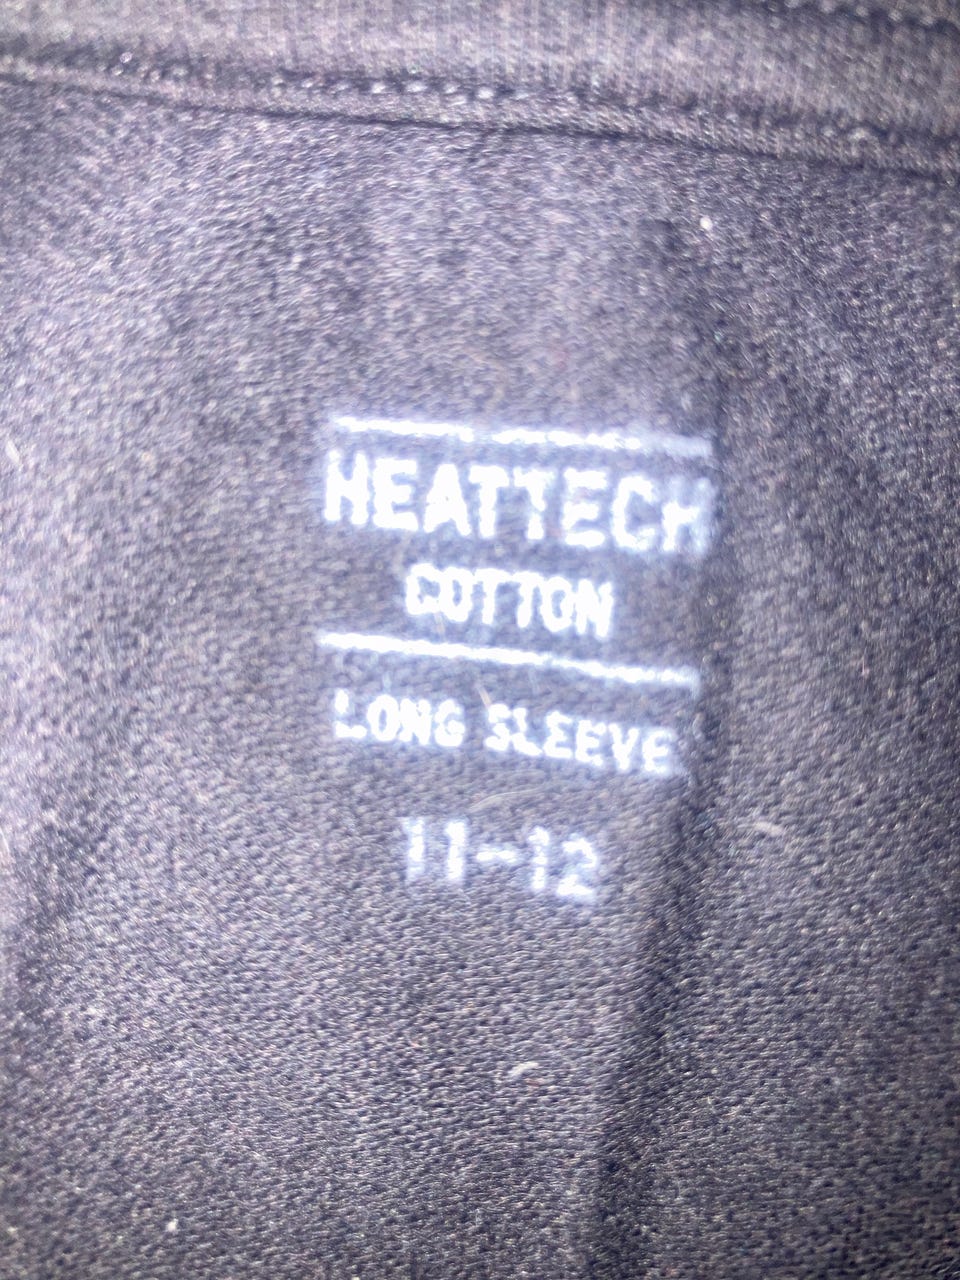 HEATTECH
COTTON
LONG SLEEVE
11-12